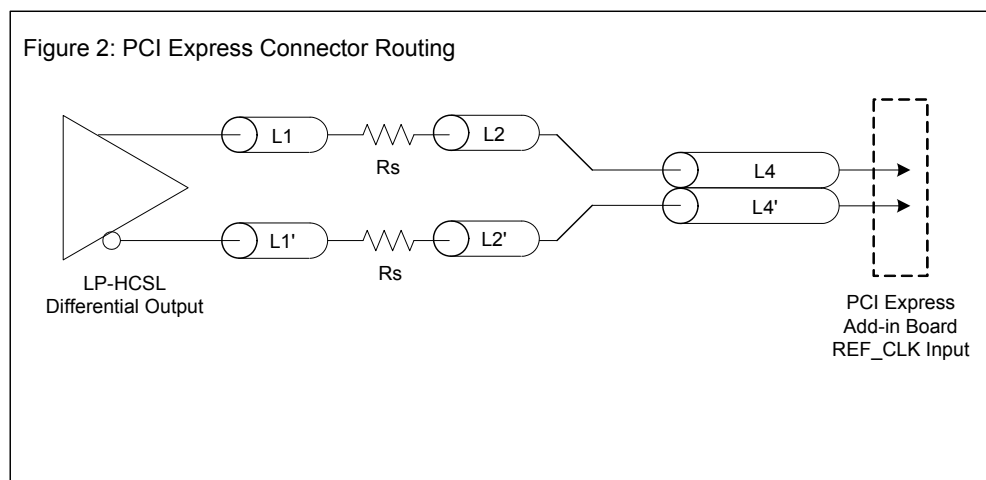 Figure 2: PCI Express Connector Routing
L1
Rs
L2
L4
L4'
L1'
Rs
L2'
LP-HCSL
Differential Output
PCI Express
Add-in Board
REF_CLK Input